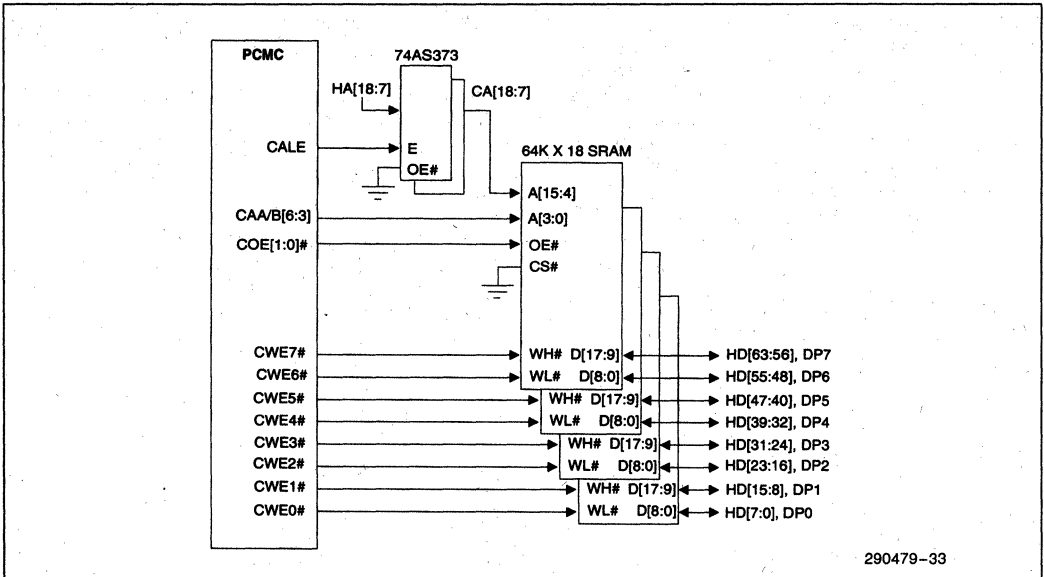 PCMC
74AS373
HA[18:7]
CA[18:7]
CALE
E
OE#
64K X 18 SRAM
A[15:4]
CAA/B[6:3]
A[3:0]
COE[1:0]#
OE#
CS#
CWE7# WH# D[17:9] HD[63:56], DP7
CWE6# WL# D[8:0] HD[55:48], DP6
CWE5# WH# D[17:9] HD[47:40], DP5
CWE4# WL# D[8:0] HD[39:32], DP4
CWE3# WH# D[17:9] HD[31:24], DP3
CWE2# WL# D[8:0] HD[23:16], DP2
CWE1# WH# D[17:9] HD[15:8], DP1
CWE0# WL# D[8:0] HD[7:0], DP0
290479–33